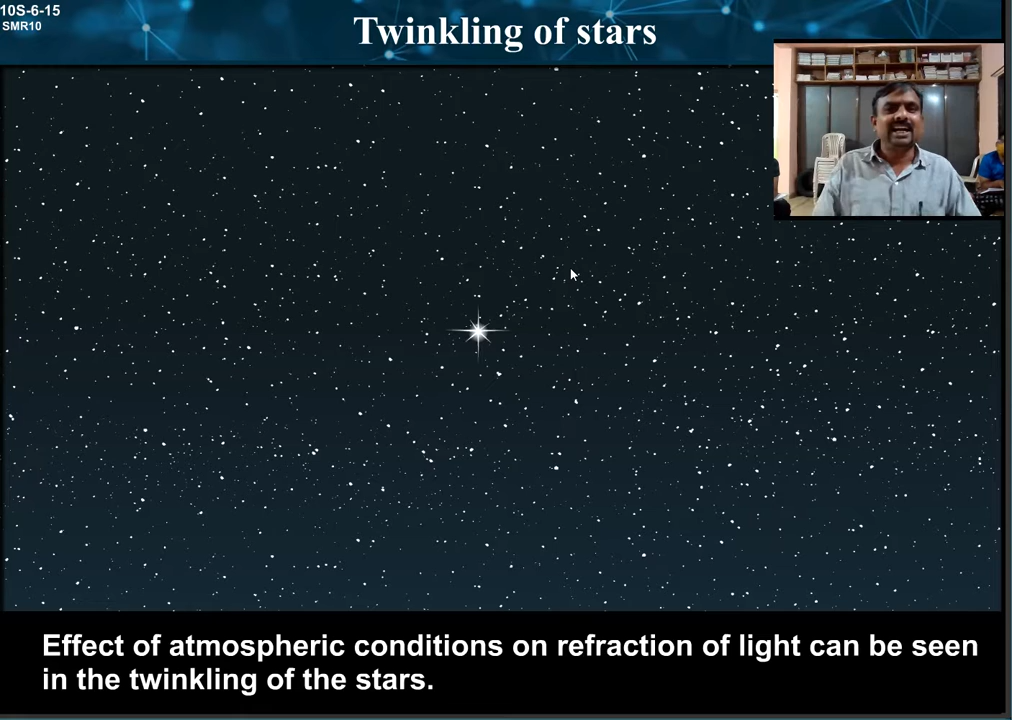 10S-6-15
SMR10
Twinkling of stars
Effect of atmospheric conditions on refraction of light can be seen
in the twinkling of the stars.